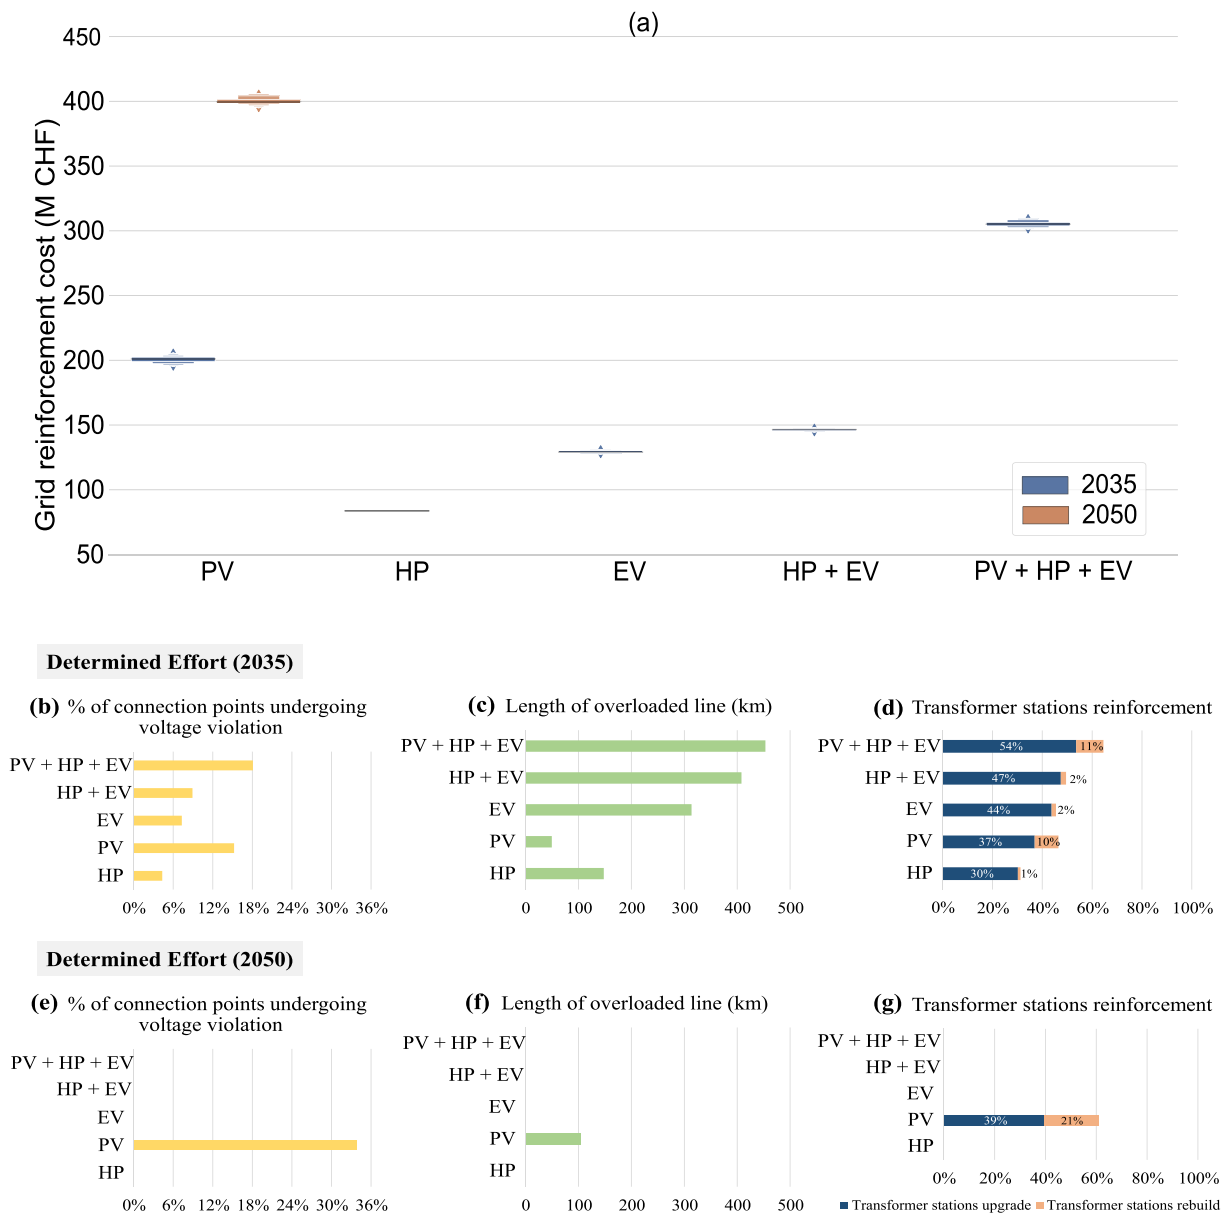 (a)
Grid reinforcement cost (M CHF)
450
400
350
300
250
200
150
100
50
PV
HP
EV
HP + EV
PV + HP + EV
2035
2050
Determined Effort (2035)
(b) % of connection points undergoing
voltage violation
PV + HP + EV
HP + EV
EV
PV
HP
0% 6% 12% 18% 24% 30% 36%
(c) Length of overloaded line (km)
PV + HP + EV
HP + EV
EV
PV
HP
0 100 200 300 400 500
(d) Transformer stations reinforcement
PV + HP + EV 54% 11%
HP + EV 47% 2%
EV 44% 2%
PV 37% 10%
HP 30% 1%
0% 20% 40% 60% 80% 100%
Determined Effort (2050)
(e) % of connection points undergoing
voltage violation
PV + HP + EV
HP + EV
EV
PV
HP
0% 6% 12% 18% 24% 30% 36%
(f) Length of overloaded line (km)
PV + HP + EV
HP + EV
EV
PV
HP
0 100 200 300 400 500
(g) Transformer stations reinforcement
PV + HP + EV
HP + EV
EV
PV 39% 21%
HP
0% 20% 40% 60% 80% 100%
Transformer stations upgrade Transformer stations rebuild